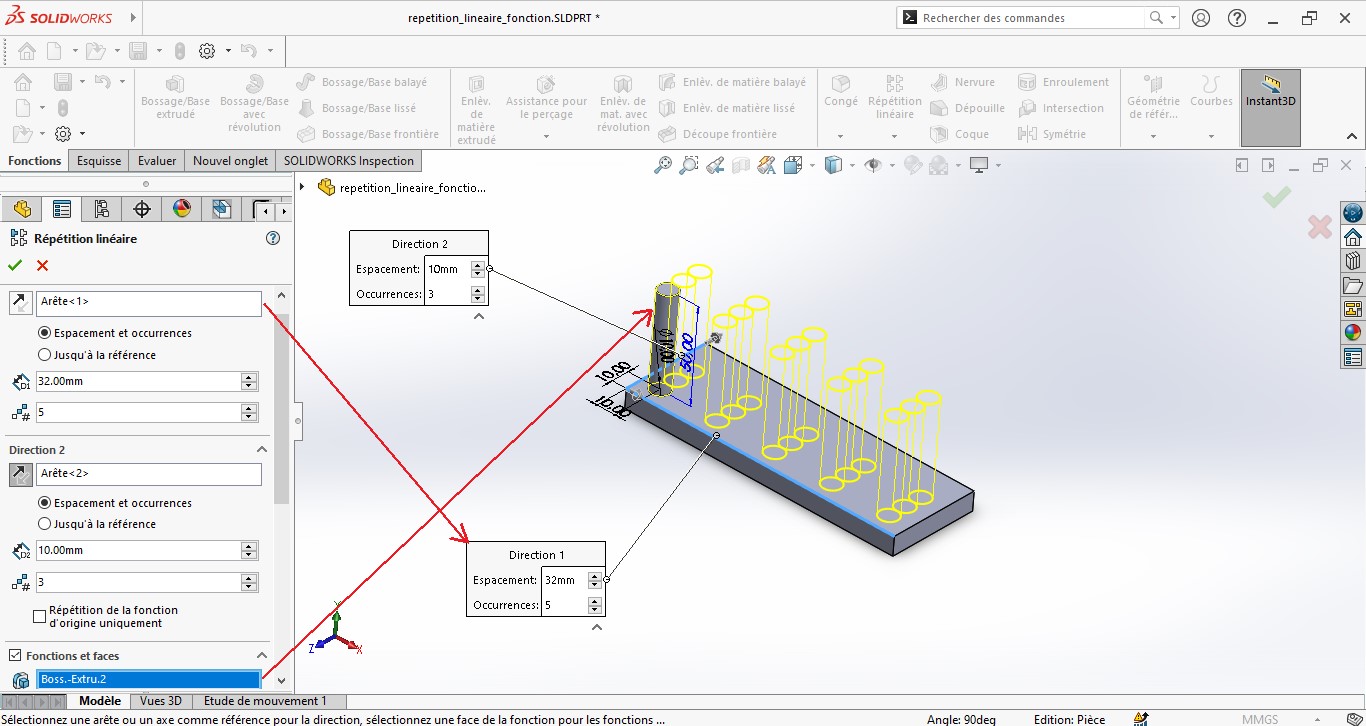 SOLIDWORKS
repetition_lineaire_fonction.SLDPRT *
Rechercher des commandes
Bossage/Base extrudé
Bossage/Base avec révolution
Bossage/Base balayé
Bossage/Base lissé
Bossage/Base frontière
Enlèv. de matière extrudé
Assistance pour le perçage
Enlèv. de mat. avec révolution
Enlèv. de matière balayé
Enlèv. de matière lissé
Découpe frontière
Congé
Répétition linéaire
Nervure
Dépouille
Coque
Enroulement
Intersection
Symétrie
Géométrie de référ...
Courbes
Instant3D
Fonctions
Esquisse
Evaluer
Nouvel onglet
SOLIDWORKS Inspection
repetition_lineaire_fonctio...
Répétition linéaire
Arête<1>
Espacement et occurrences
Jusqu'à la référence
D1
32.00mm
5
Direction 2
Arête<2>
Espacement et occurrences
Jusqu'à la référence
D2
10.00mm
3
Répétition de la fonction
d'origine uniquement
Fonctions et faces
Boss.-Extru.2
Direction 2
Espacement: 10mm
Occurrences: 3
Direction 1
Espacement: 32mm
Occurrences: 5
10.00
10.00
50.00
Y
Z
X
Modèle
Vues 3D
Etude de mouvement 1
Sélectionnez une arête ou un axe comme référence pour la direction, sélectionnez une face de la fonction pour les fonctions ...
Angle: 90deg
Edition: Pièce
MMGS